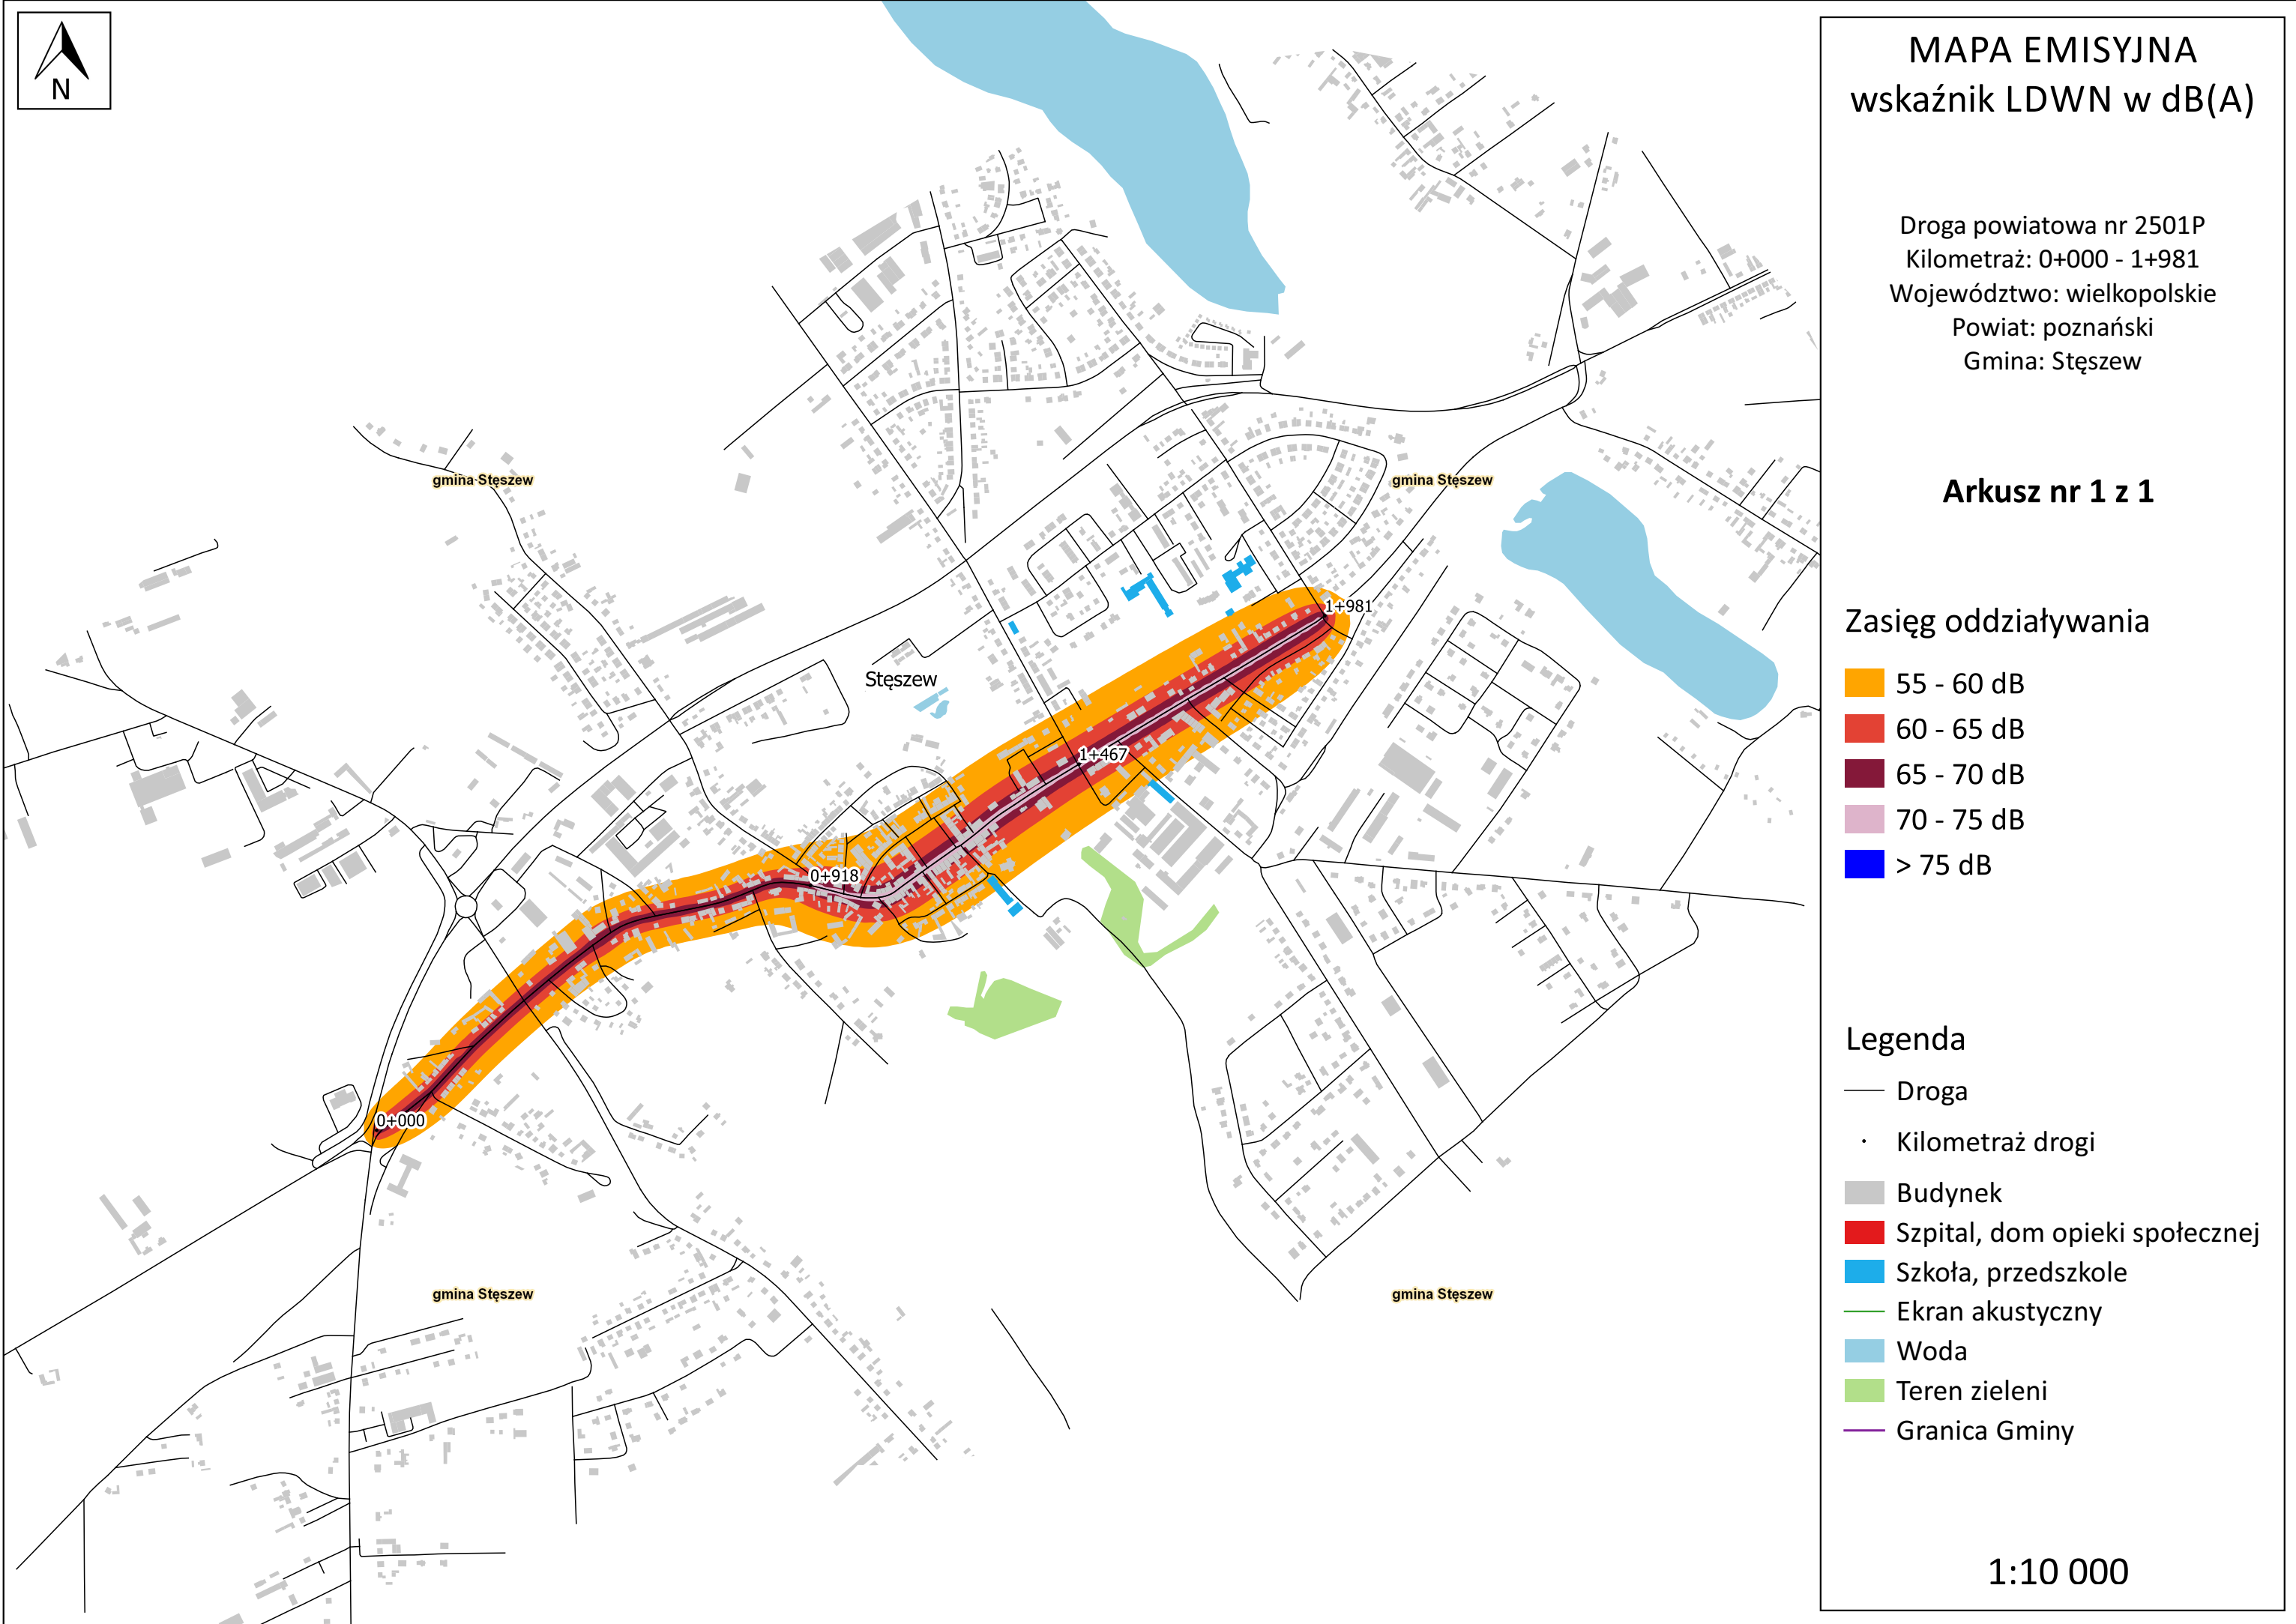 N
MAPA EMISYJNA
wskaźnik LDWN w dB(A)
Droga powiatowa nr 2501P
Kilometraż: 0+000 - 1+981
Województwo: wielkopolskie
Powiat: poznański
Gmina: Stęszew
Arkusz nr 1 z 1
Zasięg oddziaływania
55 - 60 dB
60 - 65 dB
65 - 70 dB
70 - 75 dB
> 75 dB
Legenda
Droga
Kilometraż drogi
Budynek
Szpital, dom opieki społecznej
Szkoła, przedszkole
Ekran akustyczny
Woda
Teren zieleni
Granica Gminy
1:10 000
gmina Stęszew
gmina Stęszew
1+981
Stęszew
1+467
0+918
0+000
gmina Stęszew
gmina Stęszew